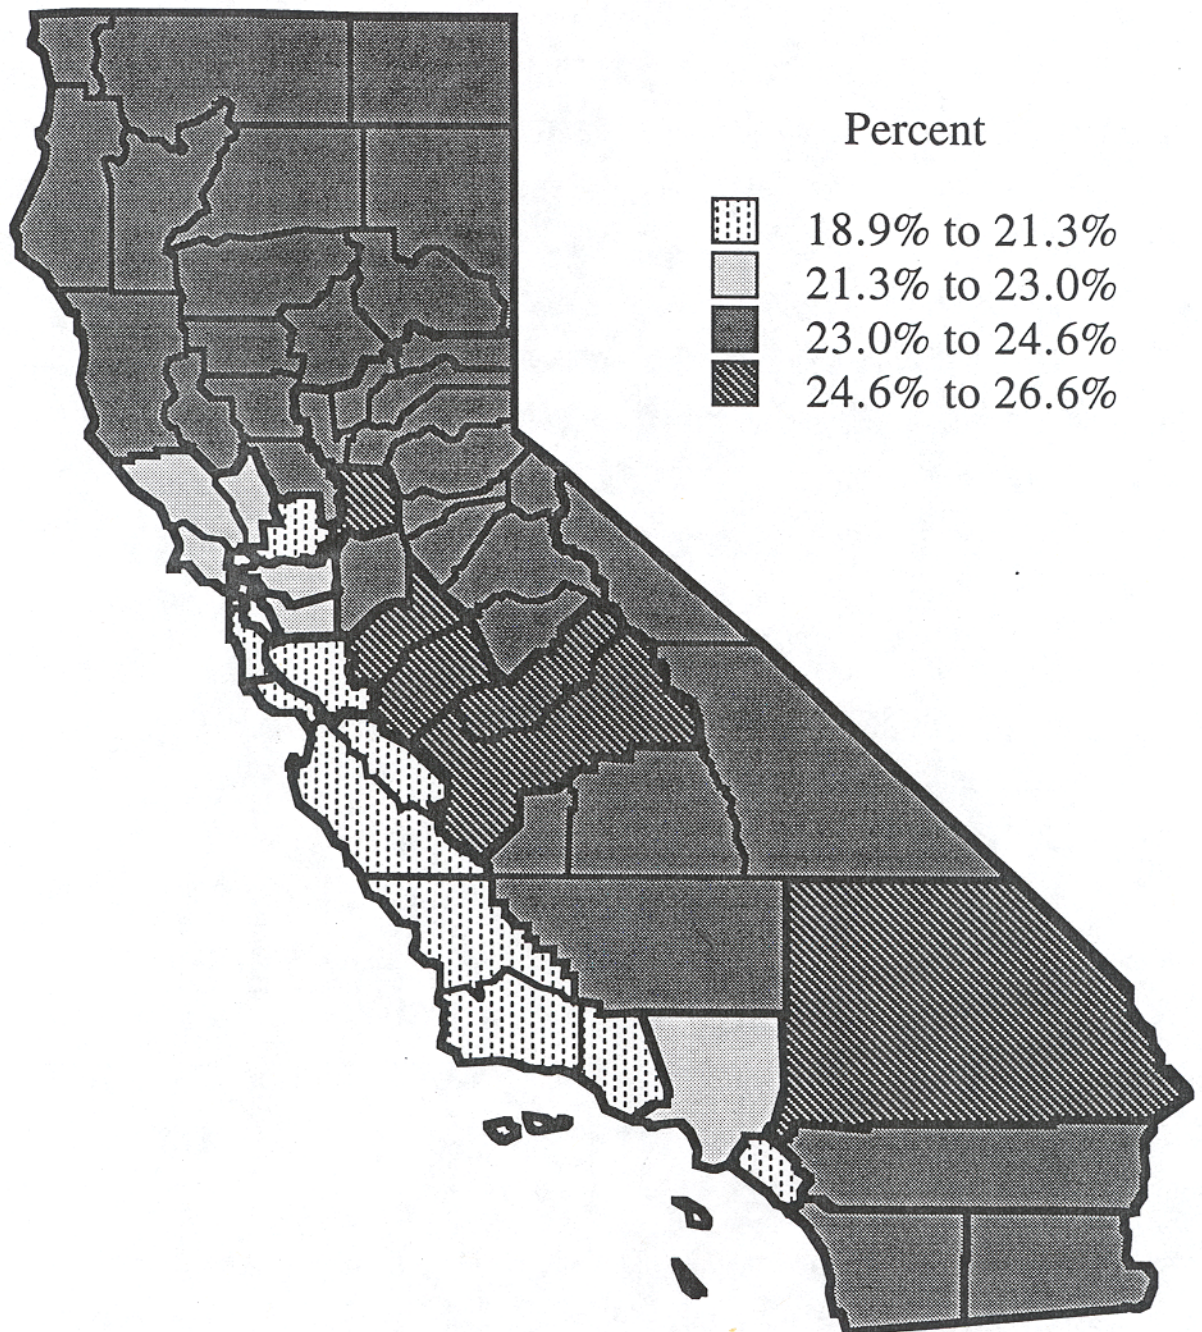 Percent
18.9% to 21.3%
21.3% to 23.0%
23.0% to 24.6%
24.6% to 26.6%